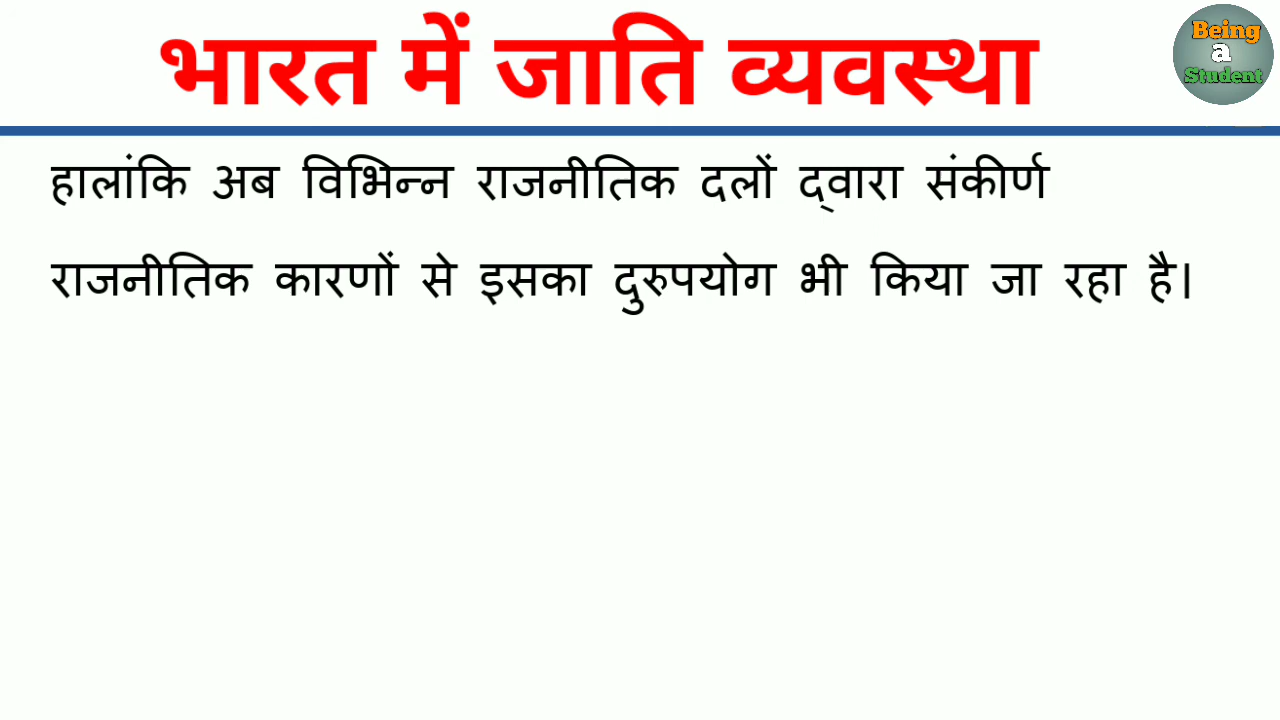 भारत में जाति व्यवस्था
Being
a
Student
हालांकि अब विभिन्न राजनीतिक दलों द्‌वारा संकीर्ण
राजनीतिक कारणों से इसका दुरुपयोग भी किया जा रहा है।